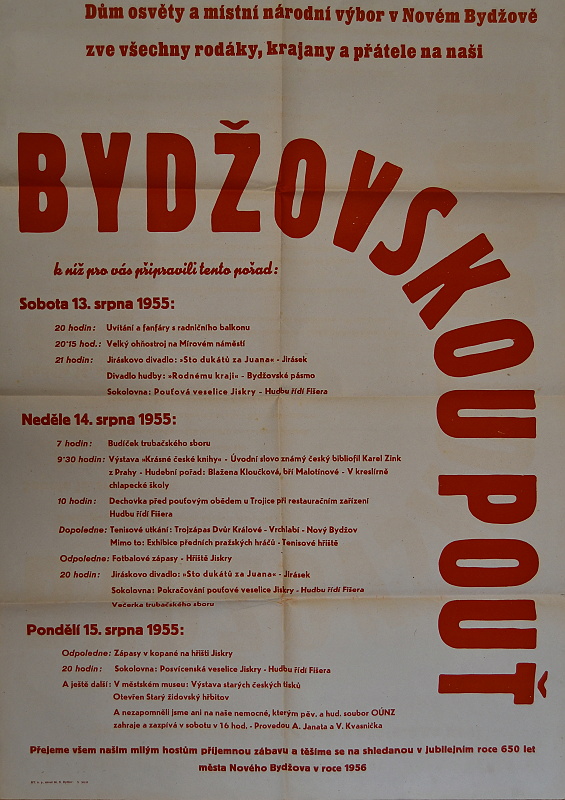 Dům osvěty a místní národní výbor v Novém Bydžově
zve všechny rodáky, krajany a přátele na naši
BYDŽOVSKOU POUŤ
k níž pro vás připravili tento pořad:
Sobota 13. srpna 1955:
20 hodin: Uvítání a fanfáry s radničního balkonu
20·15 hod.: Velký ohňostroj na Mírovém náměstí
21 hodin: Jiráskovo divadlo: »Sto dukátů za Juana« - Jirásek
Divadlo hudby: »Rodnému kraji« - Bydžovské pásmo
Sokolovna: Pouťová veselice Jiskry - Hudbu řídí Fišera
Neděle 14. srpna 1955:
7 hodin: Budíček trubačského sboru
9·30 hodin: Výstava »Krásné české knihy« - Úvodní slovo známý český bibliofil Karel Zink
z Prahy - Hudební pořad: Blažena Kloučková, bří Malotínové - V kreslírně
chlapecké školy
10 hodin: Dechovka před pouťovým obědem u Trojice při restauračním zařízení
Hudbu řídí Fišera
Dopoledne: Tenisové utkání: Trojzápas Dvůr Králové - Vrchlabí - Nový Bydžov
Mimo to: Exhibice předních pražských hráčů - Tenisové hřiště
Odpoledne: Fotbalové zápasy - Hřiště Jiskry
20 hodin: Jiráskovo divadlo: »Sto dukátů za Juana« - Jirásek
Sokolovna: Pokračování pouťové veselice Jiskry - Hudbu řídí Fišera
Večerka trubačského sboru
Pondělí 15. srpna 1955:
Odpoledne: Zápasy v kopané na hřišti Jiskry
20 hodin: Sokolovna: Posvícenská veselice Jiskry - Hudbu řídí Fišera
A ještě další: V městském museu: Výstava starých českých tisků
Otevřen Starý židovský hřbitov
A nezapomněli jsme ani na naše nemocné, kterým pěv. a hud. soubor OÚNZ
zahraje a zazpívá v sobotu v 16 hod. - Provedou A. Janata a V. Kvasnička
Přejeme všem našim milým hostům příjemnou zábavu a těšíme se na shledanou v jubilejním roce 650 let
města Nového Bydžova v roce 1956